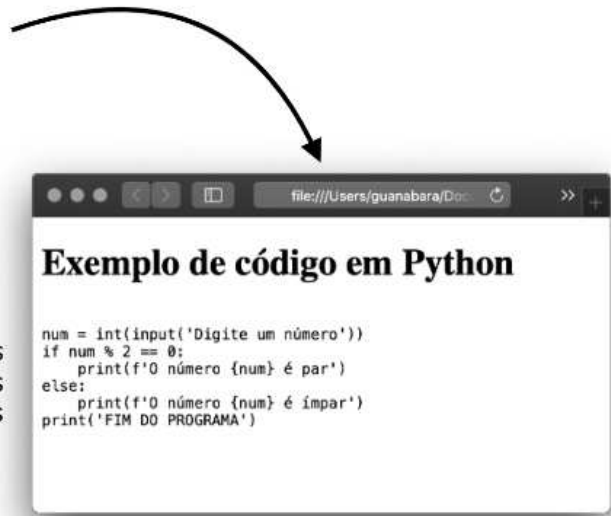 file:///Users/guanabara/Doc
Exemplo de código em Python
num = int(input('Digite um número'))
if num % 2 == 0:
    print(f'O número {num} é par')
else:
    print(f'O número {num} é ímpar')
print('FIM DO PROGRAMA')